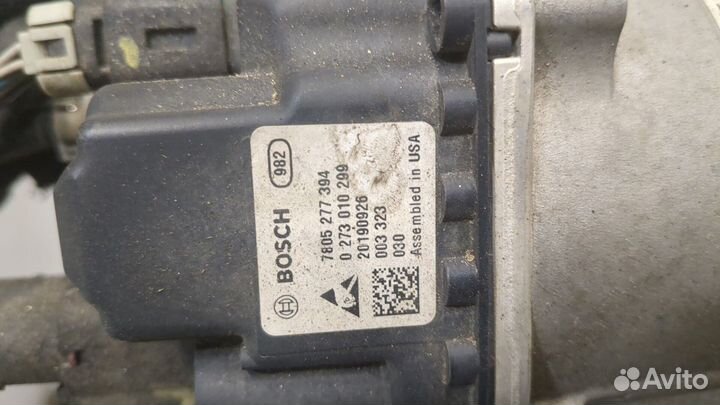 982
BOSCH
7805 277 394
0 273 010 299
20190926
003 323
030
Assembled in USA
Avito